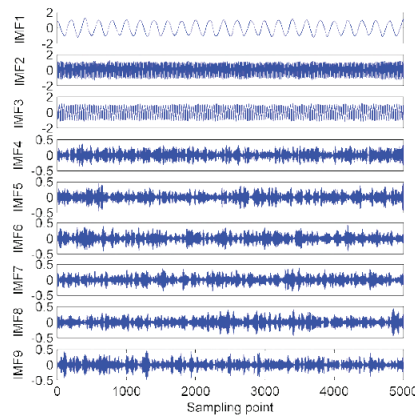 IMF1 2 0 -2
IMF2 2 0 -2
IMF3 2 0 -2
IMF4 0.5 0 -0.5
IMF5 0.5 0 -0.5
IMF6 0.5 0 -0.5
IMF7 0.5 0 -0.5
IMF8 0.5 0 -0.5
IMF9 0.5 0 -0.5
0 1000 2000 3000 4000 5000
Sampling point